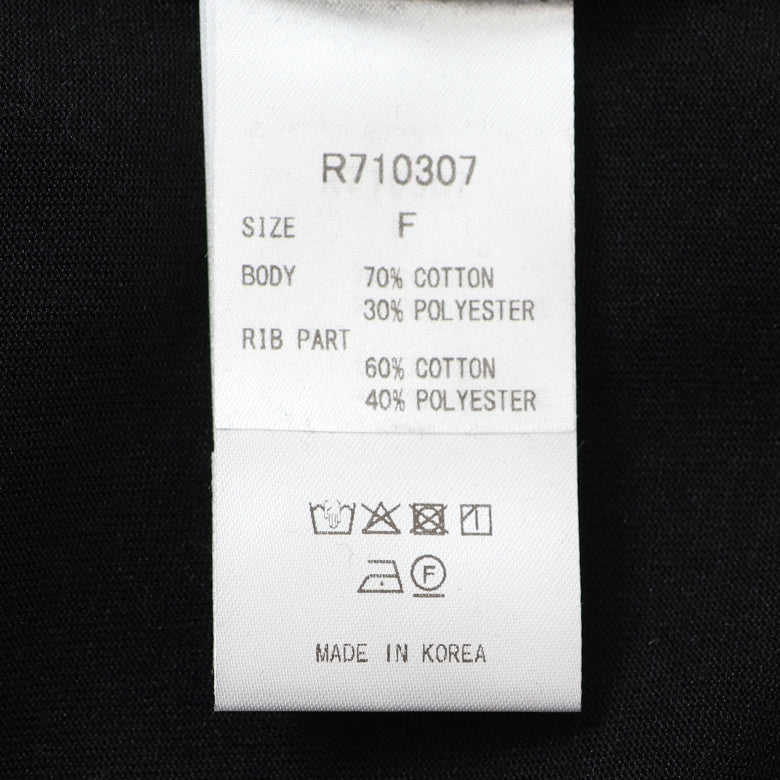 R710307
SIZE F
BODY 70% COTTON
30% POLYESTER
RIB PART
60% COTTON
40% POLYESTER
F
MADE IN KOREA